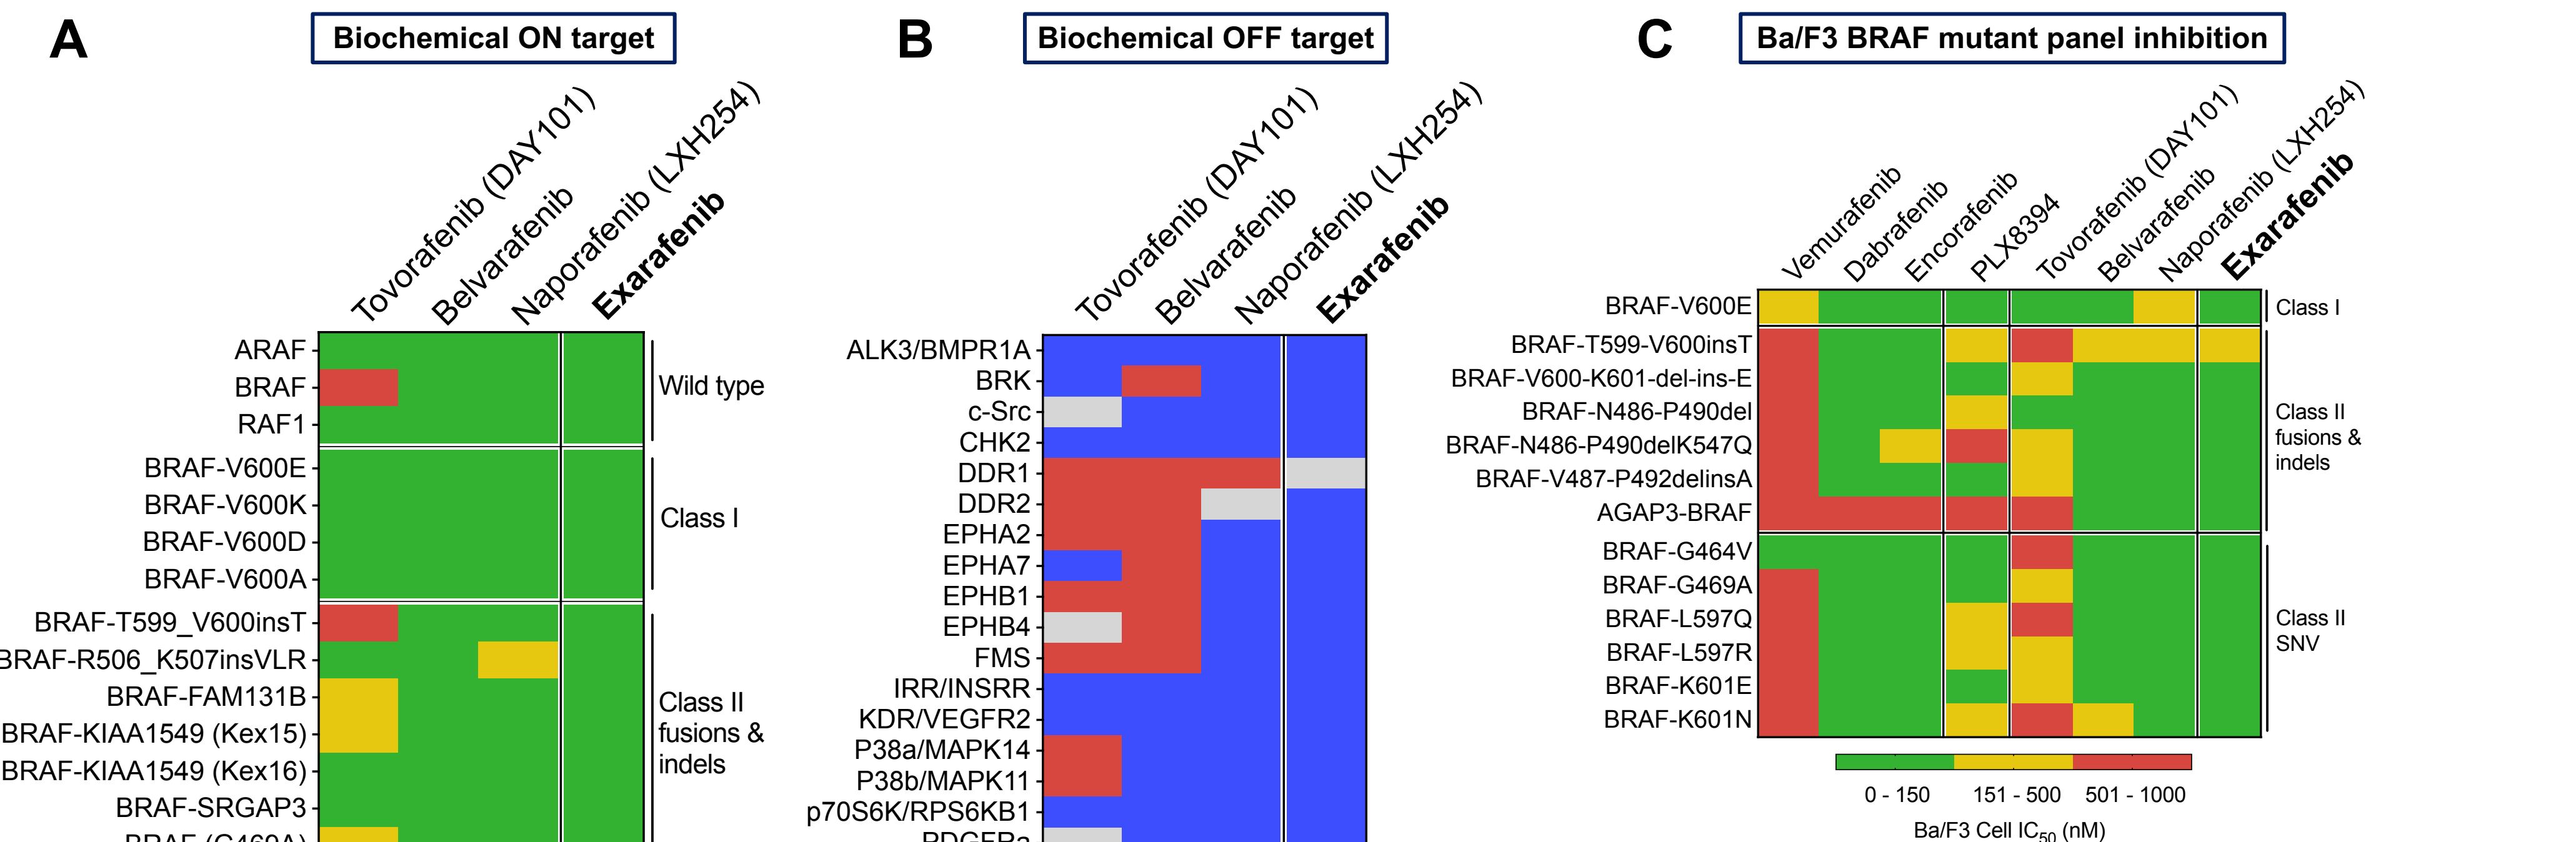 A
Biochemical ON target
Tovorafenib (DAY101)
Belvarafenib
Naporafenib (LXH254)
Exarafenib
ARAF
BRAF
RAF1
Wild type
BRAF-V600E
BRAF-V600K
BRAF-V600D
BRAF-V600A
Class I
BRAF-T599_V600insT
BRAF-R506_K507insVLR
BRAF-FAM131B
BRAF-KIAA1549 (Kex15)
BRAF-KIAA1549 (Kex16)
BRAF-SRGAP3
BRAF (G469A)
Class II
fusions &
indels
B
Biochemical OFF target
Tovorafenib (DAY101)
Belvarafenib
Naporafenib (LXH254)
Exarafenib
ALK3/BMPR1A
BRK
c-Src
CHK2
DDR1
DDR2
EPHA2
EPHA7
EPHB1
EPHB4
FMS
IRR/INSRR
KDR/VEGFR2
P38a/MAPK14
P38b/MAPK11
p70S6K/RPS6KB1
PDGFRa
C
Ba/F3 BRAF mutant panel inhibition
Vemurafenib
Dabrafenib
Encorafenib
PLX8394
Tovorafenib (DAY101)
Belvarafenib
Naporafenib (LXH254)
Exarafenib
BRAF-V600E
Class I
BRAF-T599-V600insT
BRAF-V600-K601-del-ins-E
BRAF-N486-P490del
BRAF-N486-P490delK547Q
BRAF-V487-P492delinsA
AGAP3-BRAF
Class II
fusions &
indels
BRAF-G464V
BRAF-G469A
BRAF-L597Q
BRAF-L597R
BRAF-K601E
BRAF-K601N
Class II
SNV
0 - 150 151 - 500 501 - 1000
Ba/F3 Cell IC50 (nM)